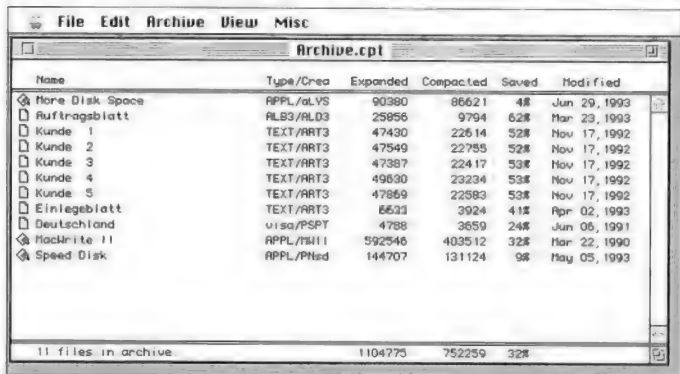 File Edit Archive View Misc
Archive.cpt
Name Type/Crea Expanded Compacted Saved Modified
More Disk Space APPL/aLVS 90380 86621 4% Jun 29, 1993
Auftragsblatt ALB3/ALD3 25856 9794 62% Mar 23, 1993
Kunde 1 TEXT/ART3 47430 22614 52% Nov 17, 1992
Kunde 2 TEXT/ART3 47549 22755 52% Nov 17, 1992
Kunde 3 TEXT/ART3 47387 22417 53% Nov 17, 1992
Kunde 4 TEXT/ART3 49630 23234 53% Nov 17, 1992
Kunde 5 TEXT/ART3 47869 22583 53% Nov 17, 1992
Einlegeblatt TEXT/ART3 6633 3924 41% Apr 02, 1993
Deutschland visa/PSPT 4788 3659 24% Jun 06, 1991
MacWrite II APPL/MWII 592546 403512 32% Mar 22, 1990
Speed Disk APPL/PNsd 144707 131124 9% May 05, 1993
11 files in archive 1104775 752259 32%